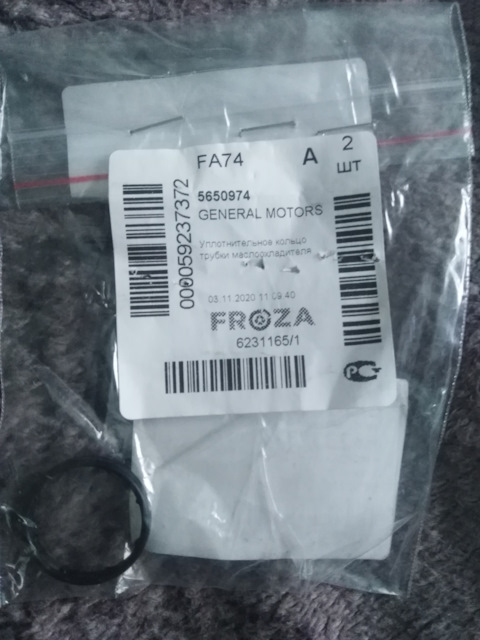 FA74 A 2
шт
5650974
GENERAL MOTORS
Уплотнительное кольцо
трубки маслоохладителя
000059237372
03.11.2020 11:09:40
FROZA
6231165/1
РСТ